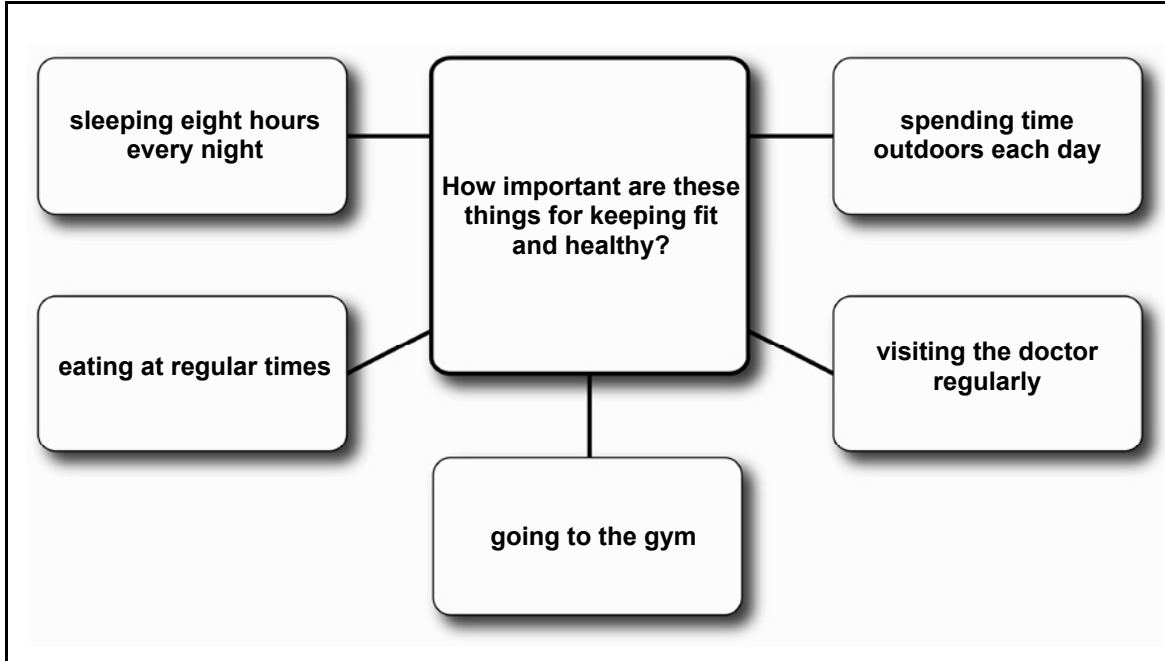 sleeping eight hours
every night
How important are these
things for keeping fit
and healthy?
spending time
outdoors each day
eating at regular times
visiting the doctor
regularly
going to the gym